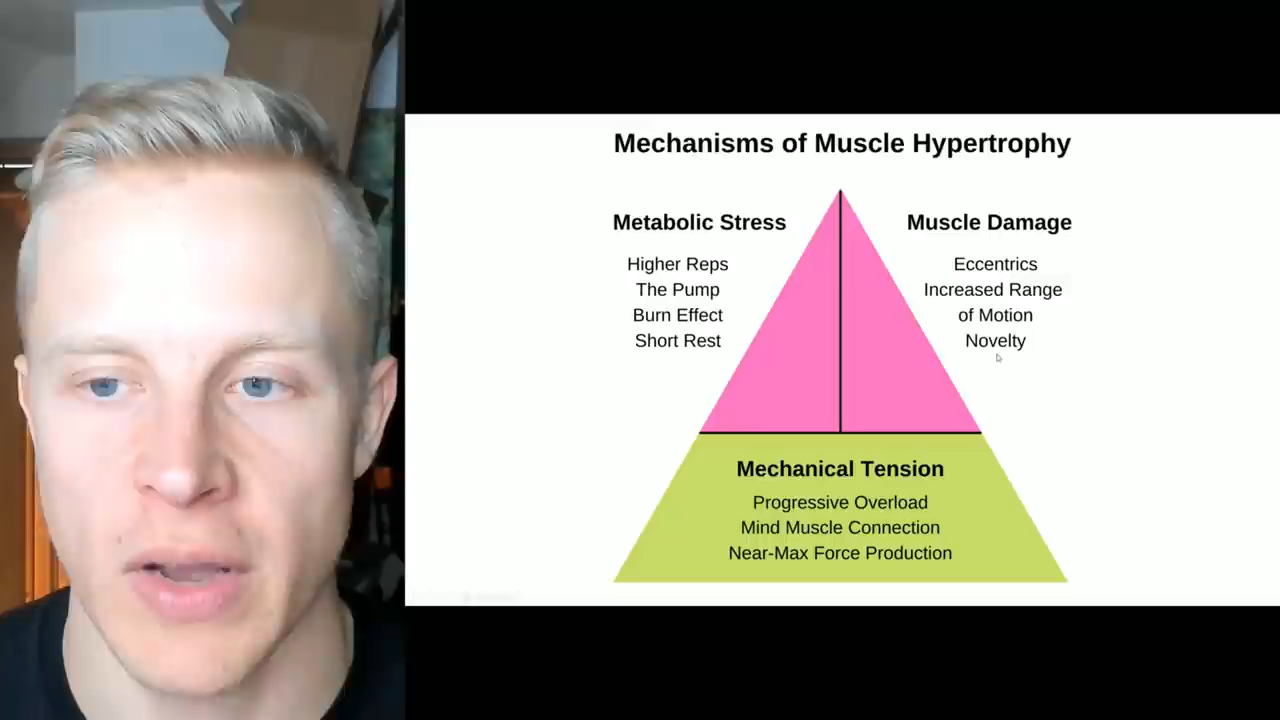 Mechanisms of Muscle Hypertrophy
Metabolic Stress
Higher Reps
The Pump
Burn Effect
Short Rest
Muscle Damage
Eccentrics
Increased Range
of Motion
Novelty
Mechanical Tension
Progressive Overload
Mind Muscle Connection
Near-Max Force Production